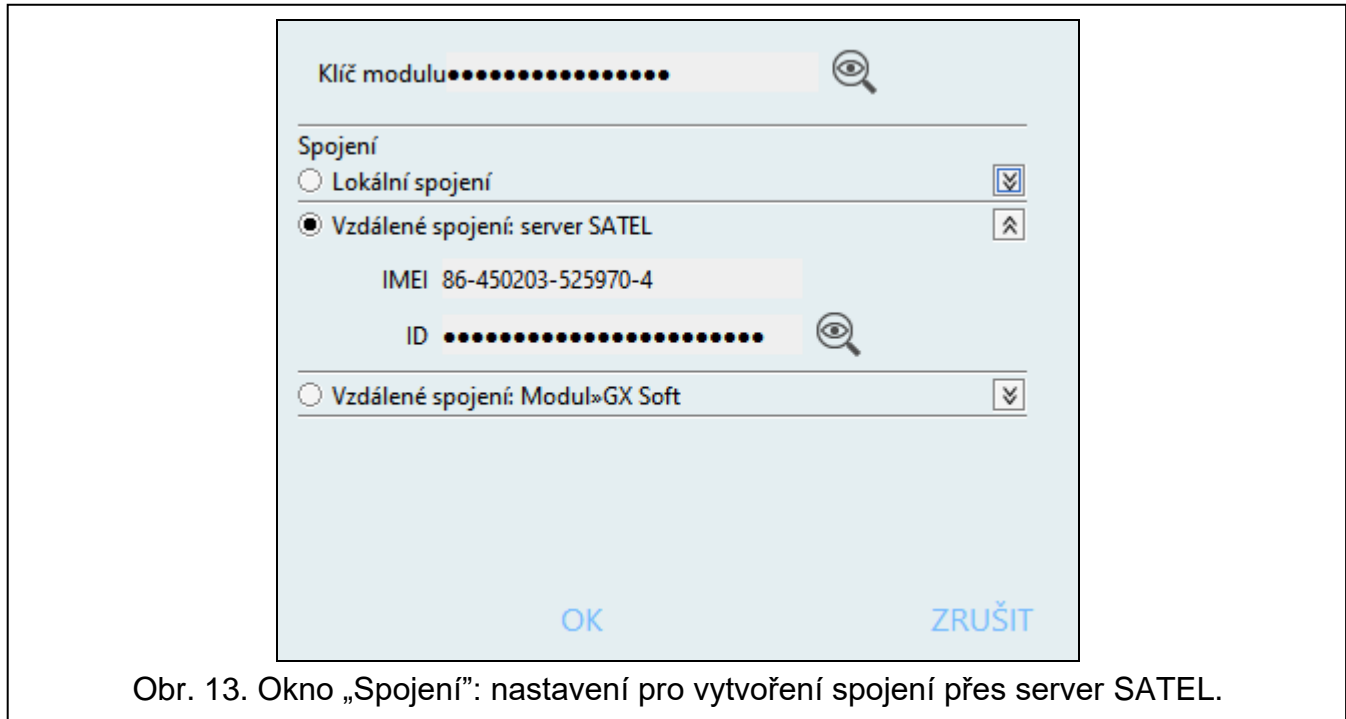 Klíč modulu●●●●●●●●●●●●●●●●
Spojení
Lokální spojení
Vzdálené spojení: server SATEL
IMEI 86-450203-525970-4
ID ●●●●●●●●●●●●●●●●●●●●●●●
Vzdálené spojení: Modul»GX Soft
OK ZRUŠIT
Obr. 13. Okno „Spojení”: nastavení pro vytvoření spojení přes server SATEL.